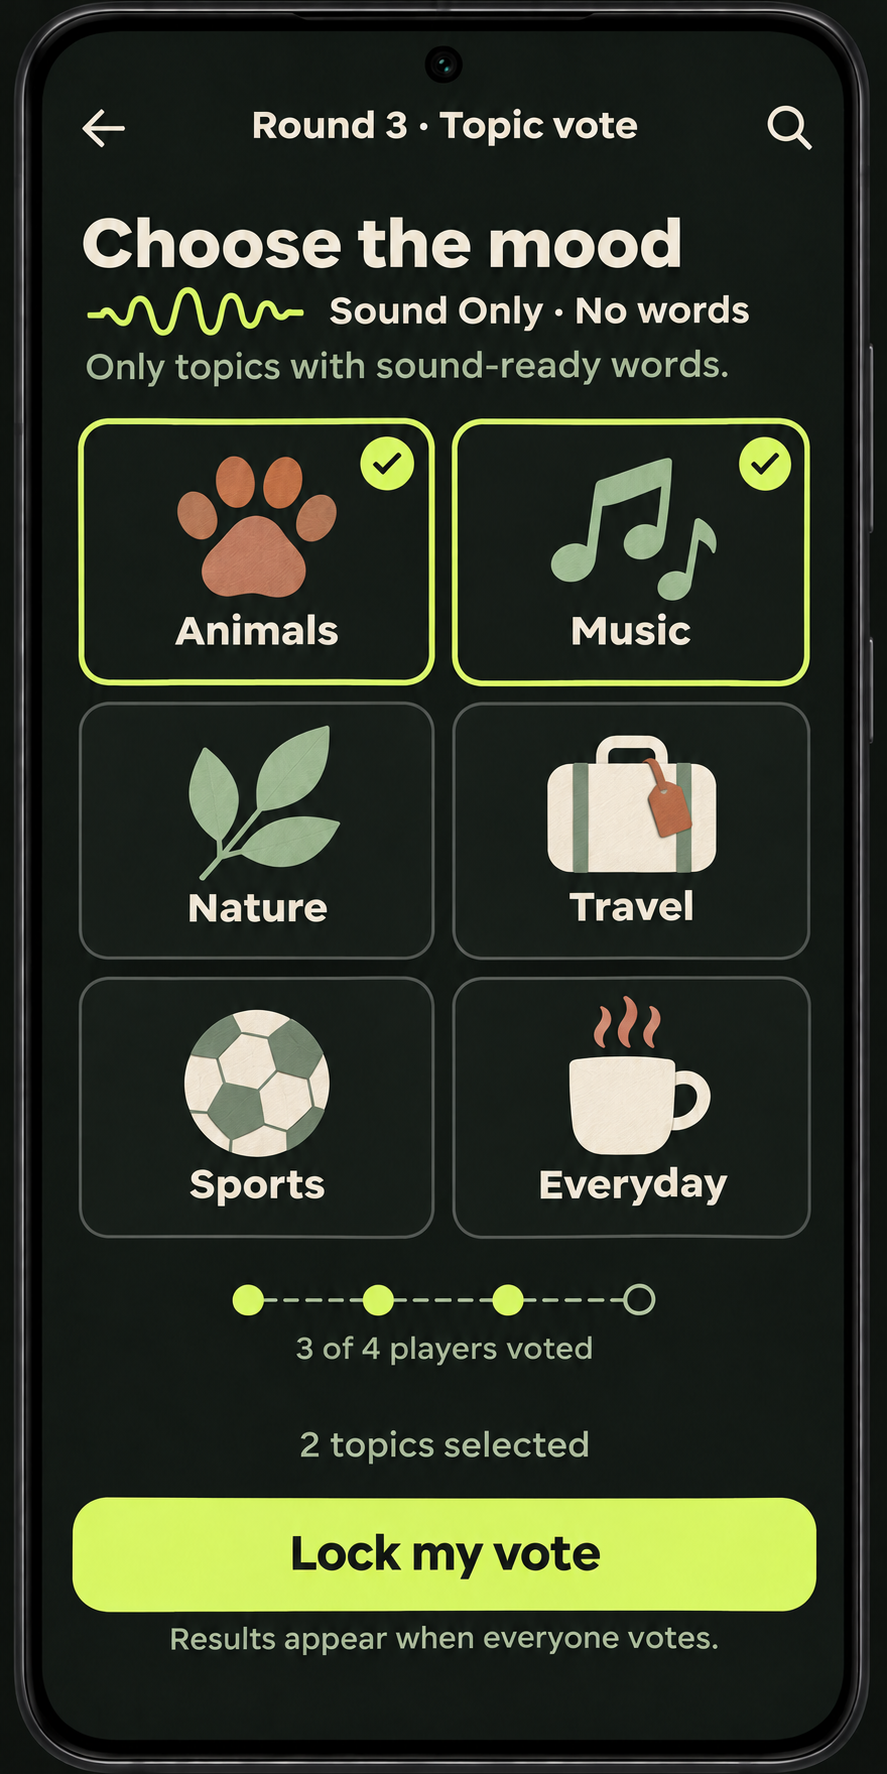 Round 3 · Topic vote
Choose the mood
Sound Only · No words
Only topics with sound-ready words.
Animals
Music
Nature
Travel
Sports
Everyday
3 of 4 players voted
2 topics selected
Lock my vote
Results appear when everyone votes.